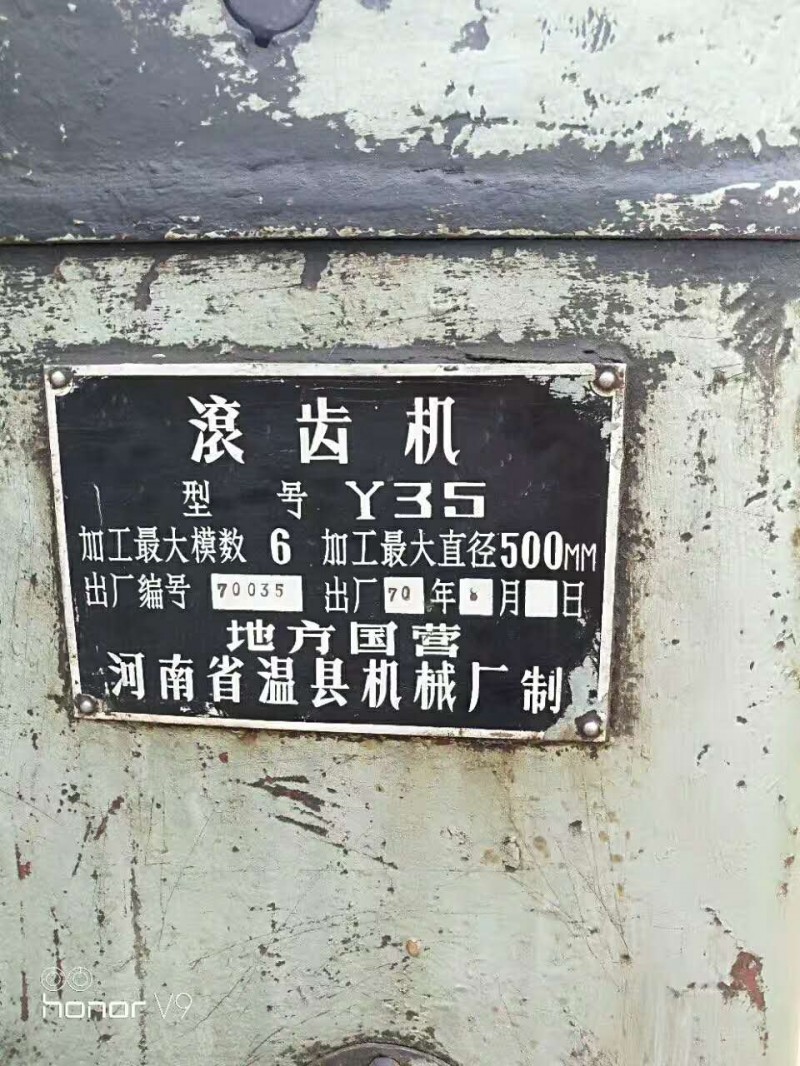 滾齿机
型号 Y35
加工最大模数 6 加工最大直径500MM
出厂编号 70035 出厂 70 年 月 日
地方国营
河南省温县机械厂制
honor V9